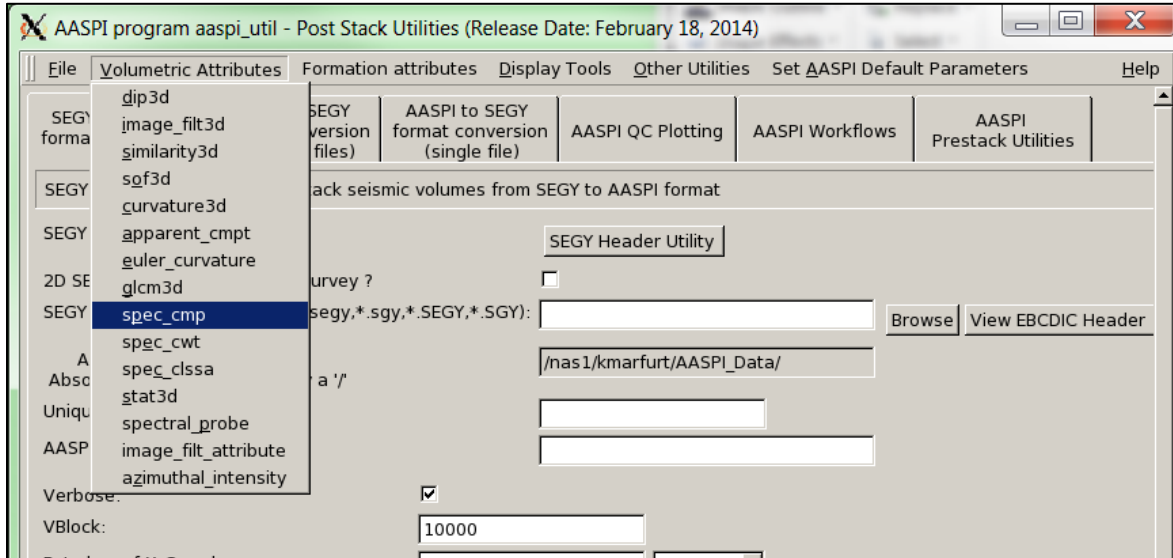 AASPI program aaspi_util - Post Stack Utilities (Release Date: February 18, 2014)
File Volumetric Attributes Formation attributes Display Tools Other Utilities Set AASPI Default Parameters Help
dip3d
image_filt3d
similarity3d
sof3d
curvature3d
apparent_cmpt
euler_curvature
glcm3d
spec_cmp
spec_cwt
spec_clssa
stat3d
spectral_probe
image_filt_attribute
azimuthal_intensity
SEGY
AASPI to SEGY
format conversion
(single file)
files)
AASPI QC Plotting
AASPI Workflows
AASPI
Prestack Utilities
SEGY seismic volumes from SEGY to AASPI format
SEGY SEGY Header Utility
2D
SEGY segy,*.sgy,*.SEGY,*.SGY): Browse View EBCDIC Header
/nas1/kmarfurt/AASPI_Data/
a '/'
Verbose:
VBlock: 10000